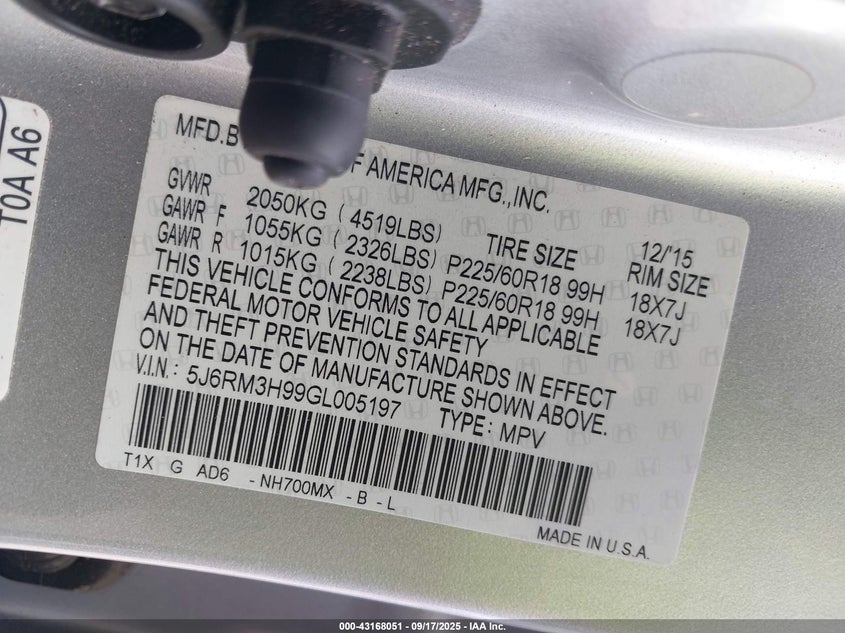 MFD.B F AMERICA MFG.,INC. 12/'15
GVWR 2050KG ( 4519LBS) TIRE SIZE RIM SIZE
GAWR F 1055KG ( 2326LBS) P225/60R18 99H 18X7J
GAWR R 1015KG ( 2238LBS) P225/60R18 99H 18X7J
THIS VEHICLE CONFORMS TO ALL APPLICABLE
FEDERAL MOTOR VEHICLE SAFETY
AND THEFT PREVENTION STANDARDS IN EFFECT
ON THE DATE OF MANUFACTURE SHOWN ABOVE.
V.I.N.: 5J6RM3H99GL005197 TYPE: MPV
T1X G AD6 -NH700MX -B -L
MADE IN U.S.A.
T0A A6
000-43168051 — 09/17/2025 — IAA Inc.